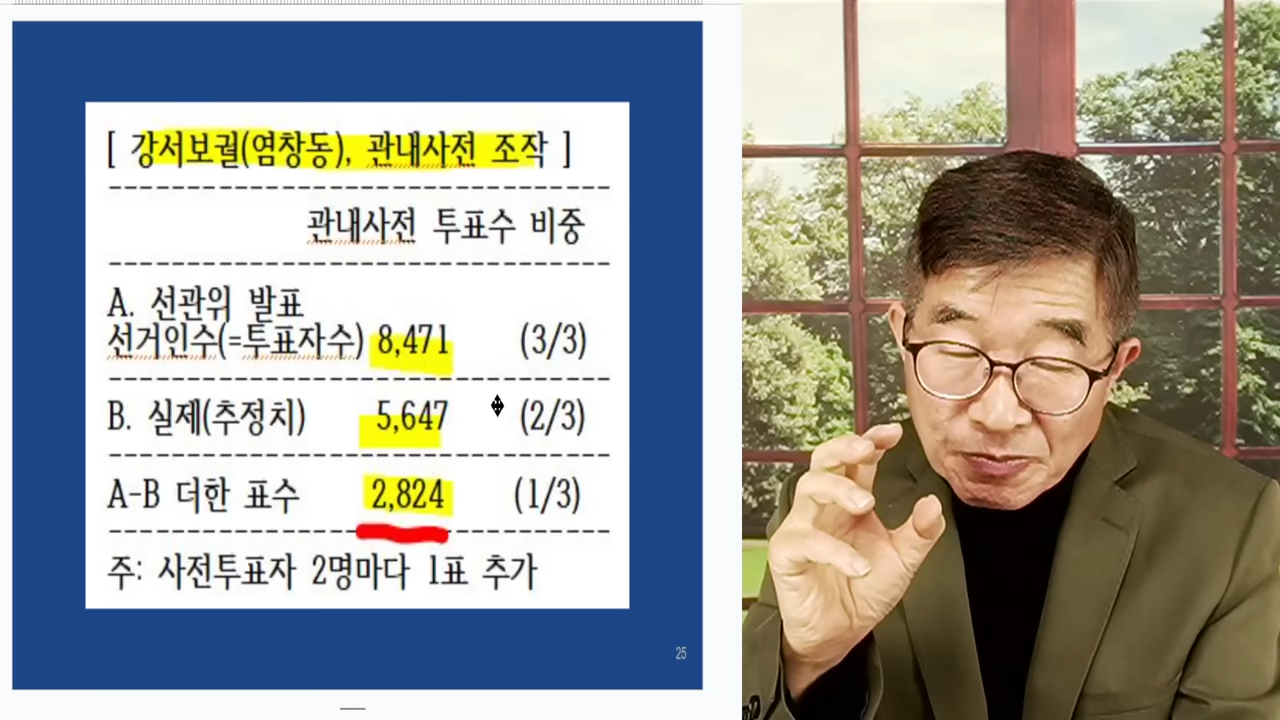 [ 강서보궐(염창동), 관내사전 조작 ]
관내사전 투표수 비중
A. 선관위 발표
선거인수(=투표자수) 8,471 (3/3)
B. 실제(추정치) 5,647 (2/3)
A-B 더한 표수 2,824 (1/3)
주: 사전투표자 2명마다 1표 추가
25